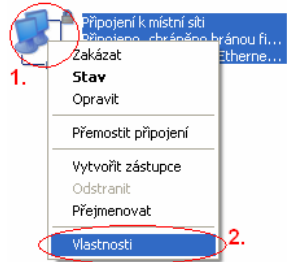 Připojení k místní síti
Připojeno, chráněno bránou fi...
Etherne...
1.
Zakázat
Stav
Opravit
Přemostit připojení
Vytvořit zástupce
Odstranit
Přejmenovat
Vlastnosti
2.